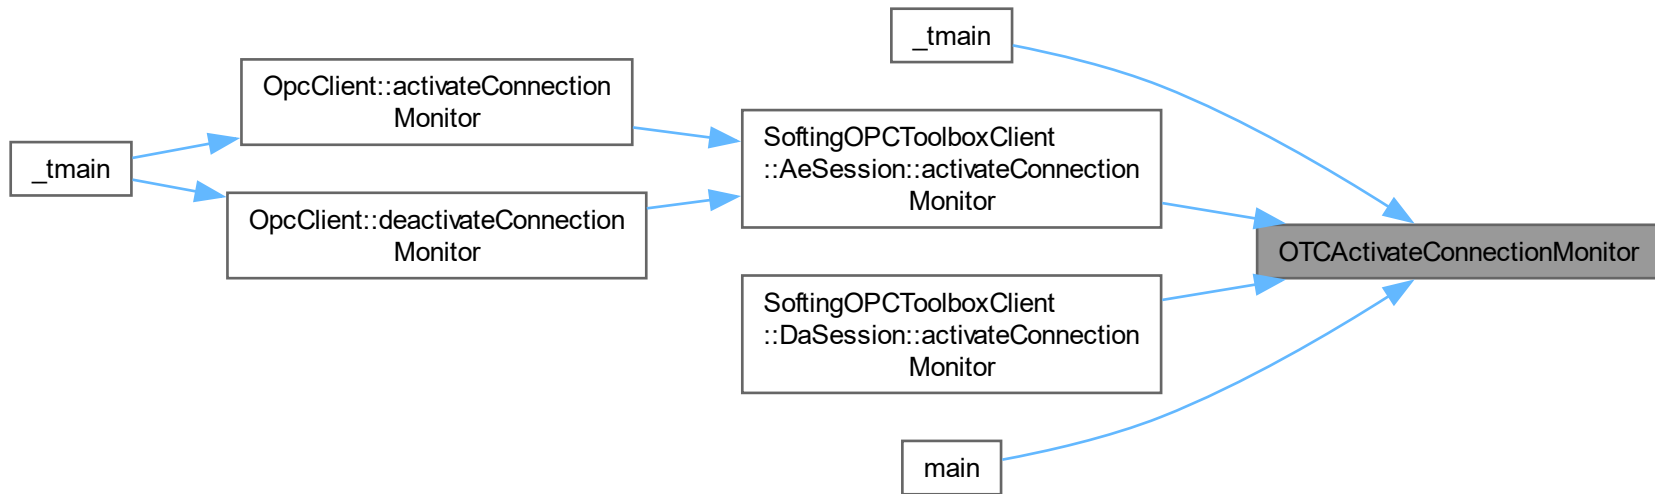 _tmain
OpcClient::activateConnection
Monitor
_tmain
OpcClient::deactivateConnection
Monitor
SoftingOPCToolboxClient
::AeSession::activateConnection
Monitor
OTCActivateConnectionMonitor
SoftingOPCToolboxClient
::DaSession::activateConnection
Monitor
main